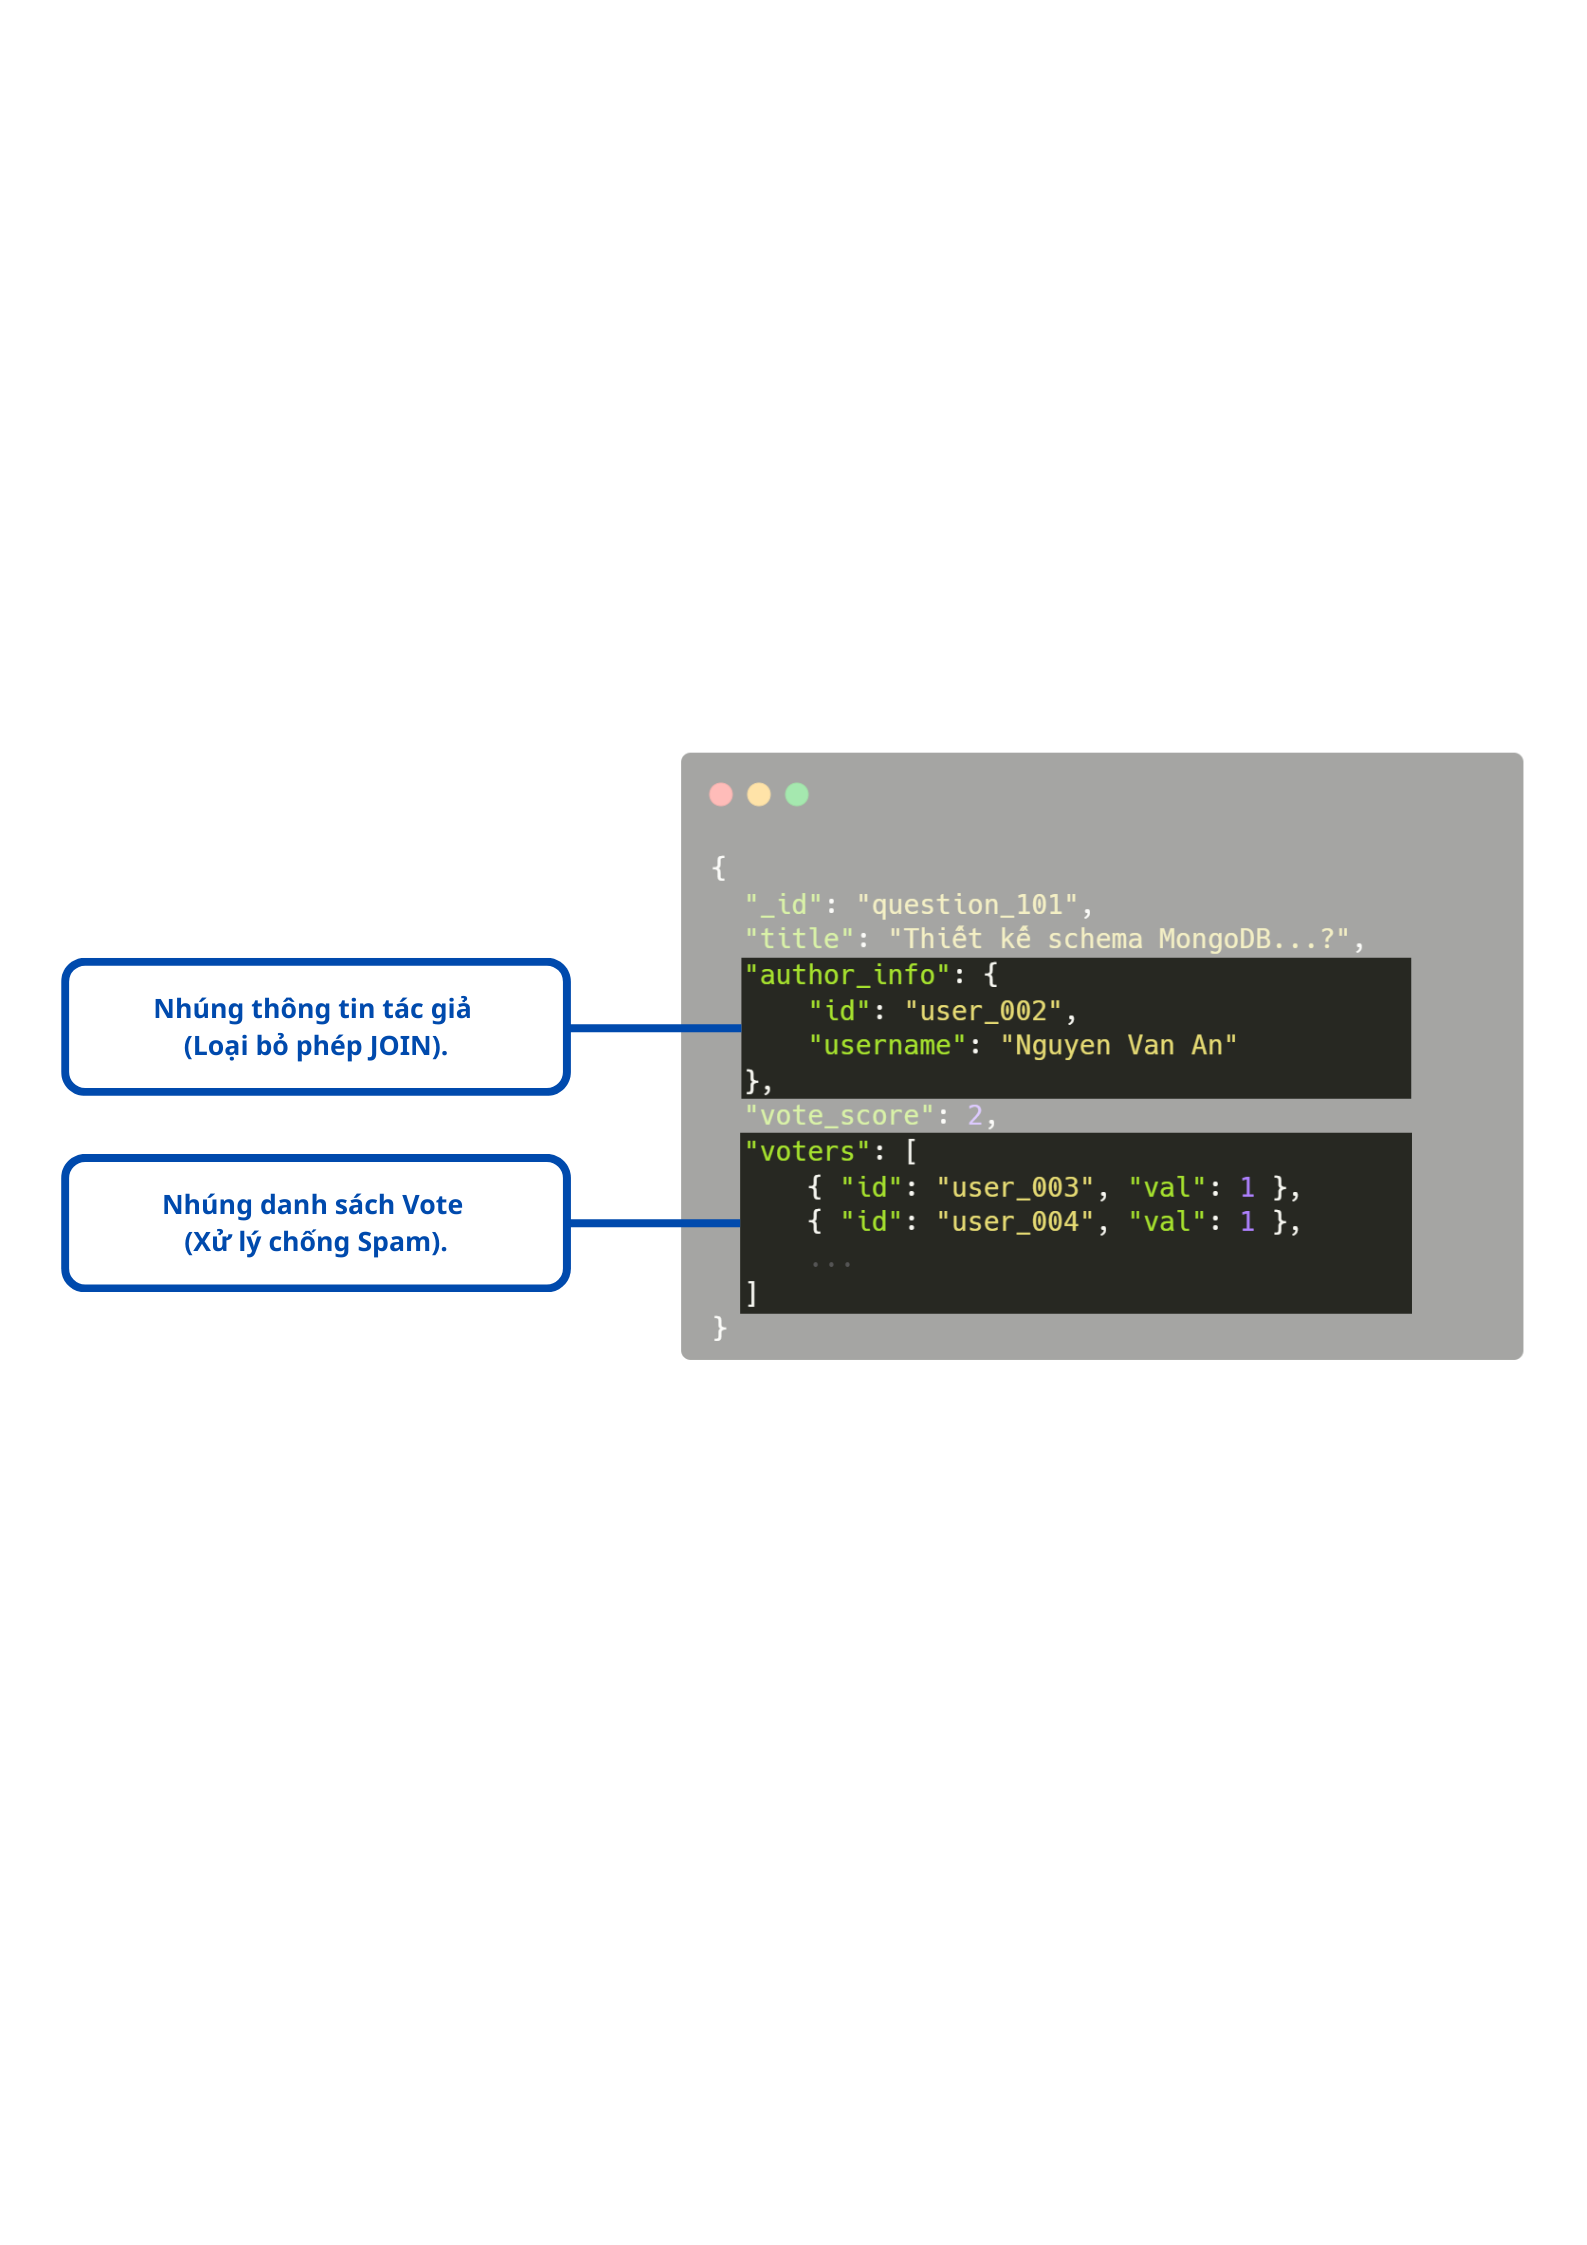 Nhúng thông tin tác giả
(Loại bỏ phép JOIN).
Nhúng danh sách Vote
(Xử lý chống Spam).
{
  "_id": "question_101",
  "title": "Thiết kế schema MongoDB...?",
  "author_info": {
      "id": "user_002",
      "username": "Nguyen Van An"
  },
  "vote_score": 2,
  "voters": [
      { "id": "user_003", "val": 1 },
      { "id": "user_004", "val": 1 },
      ...
  ]
}